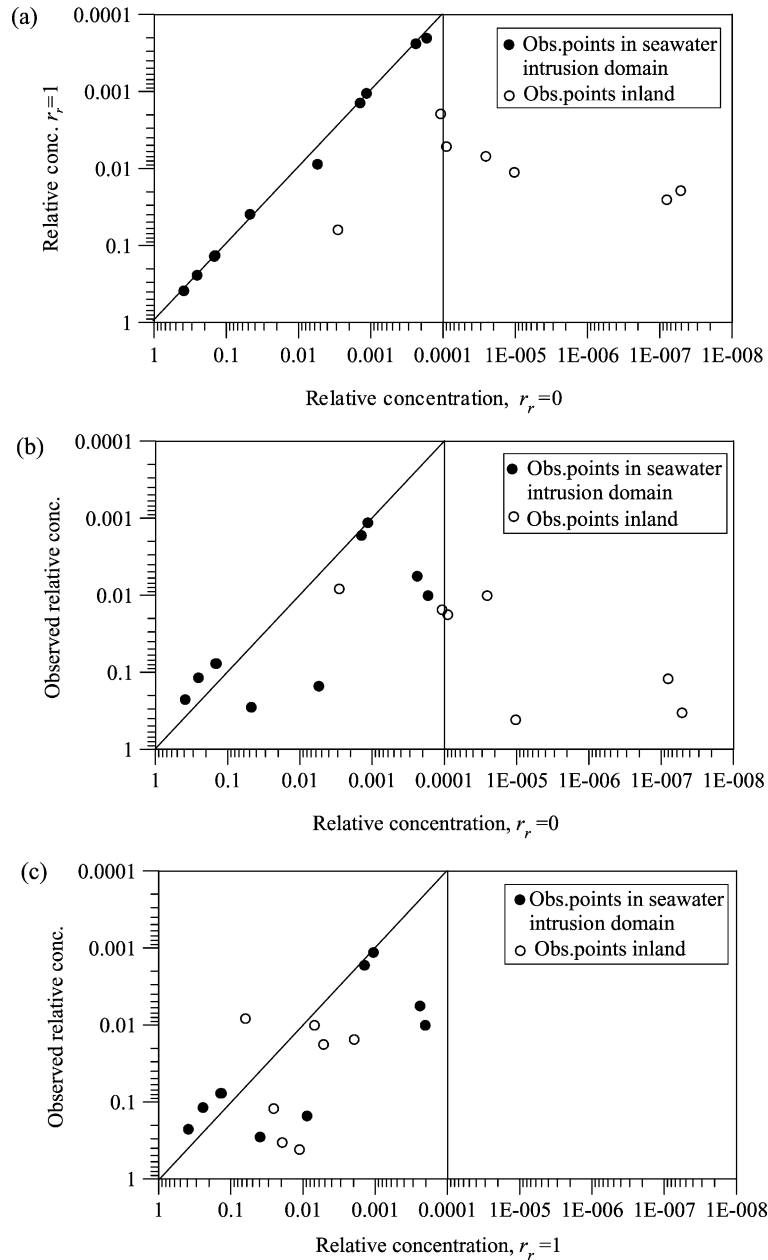 (a)
0.0001
0.001
0.01
0.1
1
Relative conc. rr=1
Obs.points in seawater
intrusion domain
Obs.points inland
1 0.1 0.01 0.001 0.0001 1E-005 1E-006 1E-007 1E-008
Relative concentration, rr=0
(b)
0.0001
0.001
0.01
0.1
1
Observed relative conc.
Obs.points in seawater
intrusion domain
Obs.points inland
1 0.1 0.01 0.001 0.0001 1E-005 1E-006 1E-007 1E-008
Relative concentration, rr=0
(c)
0.0001
0.001
0.01
0.1
1
Observed relative conc.
Obs.points in seawater
intrusion domain
Obs.points inland
1 0.1 0.01 0.001 0.0001 1E-005 1E-006 1E-007 1E-008
Relative concentration, rr=1